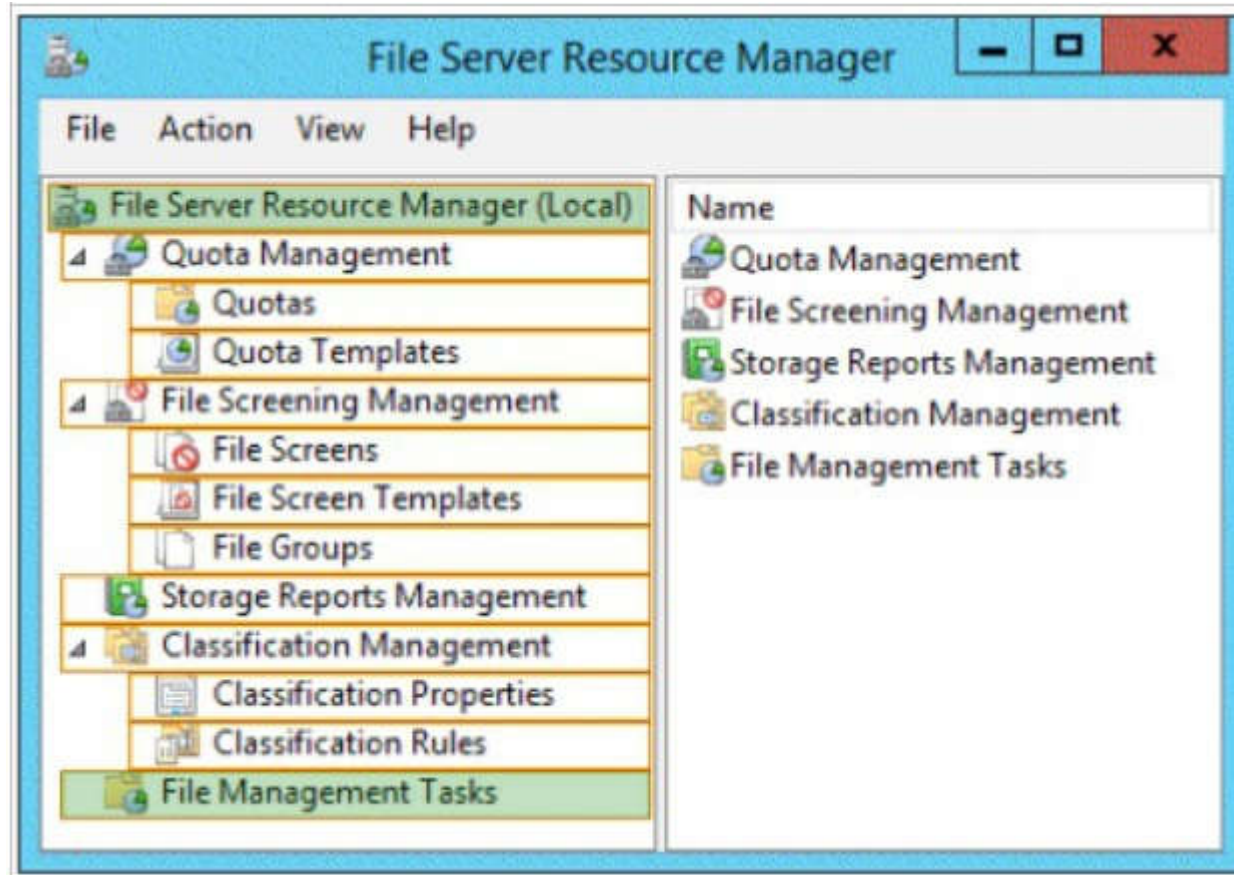 File Server Resource Manager
File Action View Help
File Server Resource Manager (Local)
Quota Management
Quotas
Quota Templates
File Screening Management
File Screens
File Screen Templates
File Groups
Storage Reports Management
Classification Management
Classification Properties
Classification Rules
File Management Tasks
Name
Quota Management
File Screening Management
Storage Reports Management
Classification Management
File Management Tasks